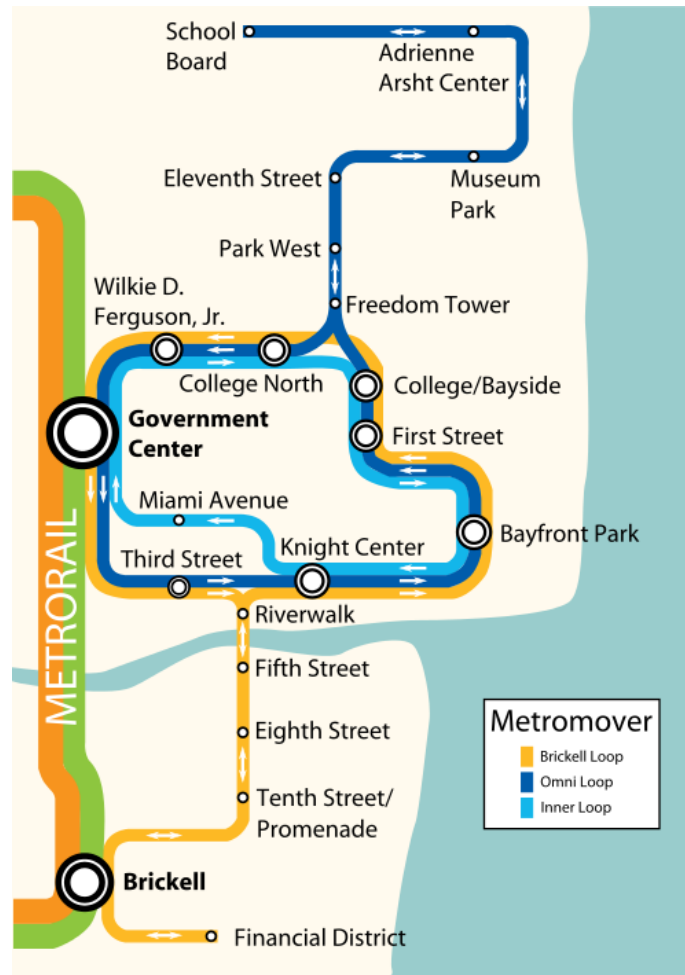 School
Board
Adrienne
Arsht Center
Eleventh Street
Museum
Park
Park West
Wilkie D.
Ferguson, Jr.
Freedom Tower
College North
College/Bayside
Government
Center
First Street
Miami Avenue
Knight Center
Bayfront Park
Third Street
Riverwalk
METRORAIL
Fifth Street
Eighth Street
Tenth Street/
Promenade
Brickell
Financial District
Metromover
Brickell Loop
Omni Loop
Inner Loop